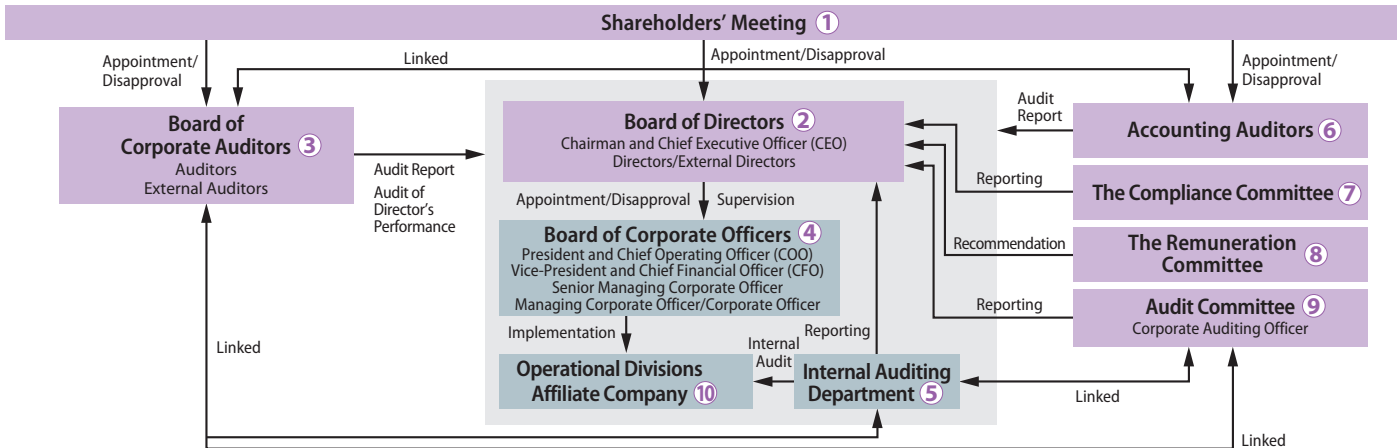 Shareholders' Meeting 1
Appointment/
Disapproval
Linked
Appointment/Disapproval
Appointment/
Disapproval
Board of
Corporate Auditors 3
Auditors
External Auditors
Audit Report
Audit of
Director's
Performance
Board of Directors 2
Chairman and Chief Executive Officer (CEO)
Directors/External Directors
Audit
Report
Accounting Auditors 6
Reporting
The Compliance Committee 7
Appointment/Disapproval
Supervision
Board of Corporate Officers 4
President and Chief Operating Officer (COO)
Vice-President and Chief Financial Officer (CFO)
Senior Managing Corporate Officer
Managing Corporate Officer/Corporate Officer
Recommendation
The Remuneration
Committee 8
Reporting
Audit Committee 9
Corporate Auditing Officer
Implementation
Internal
Audit
Reporting
Linked
Operational Divisions
Affiliate Company 10
Internal Auditing
Department 5
Linked
Linked